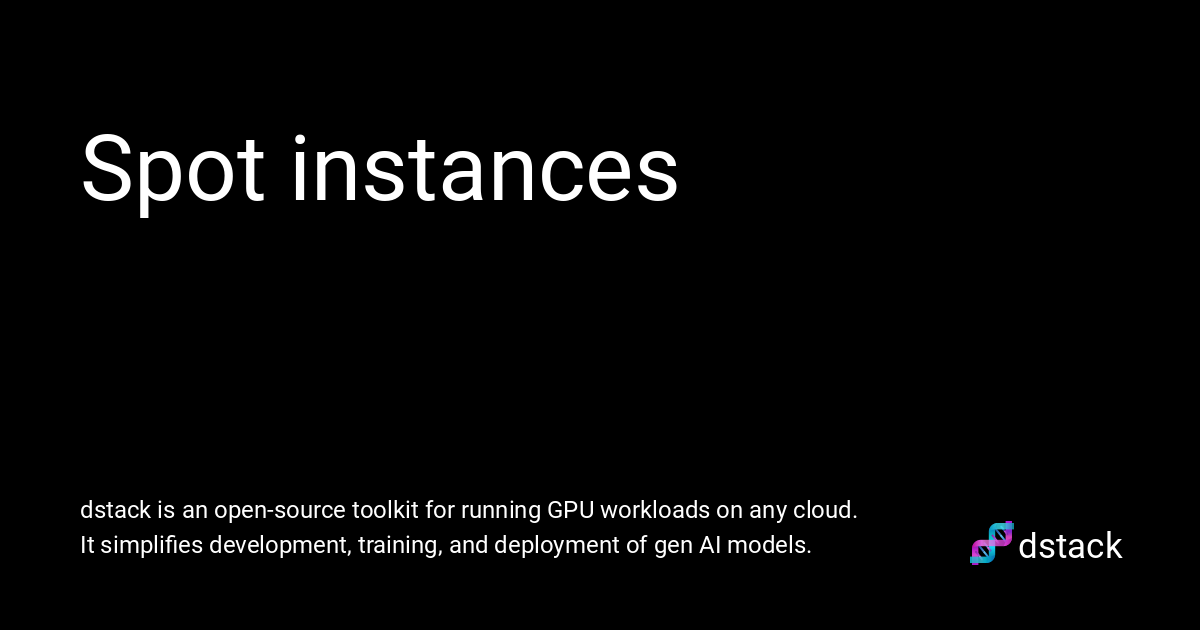 Spot instances
dstack is an open-source toolkit for running GPU workloads on any cloud.
It simplifies development, training, and deployment of gen AI models.
dstack